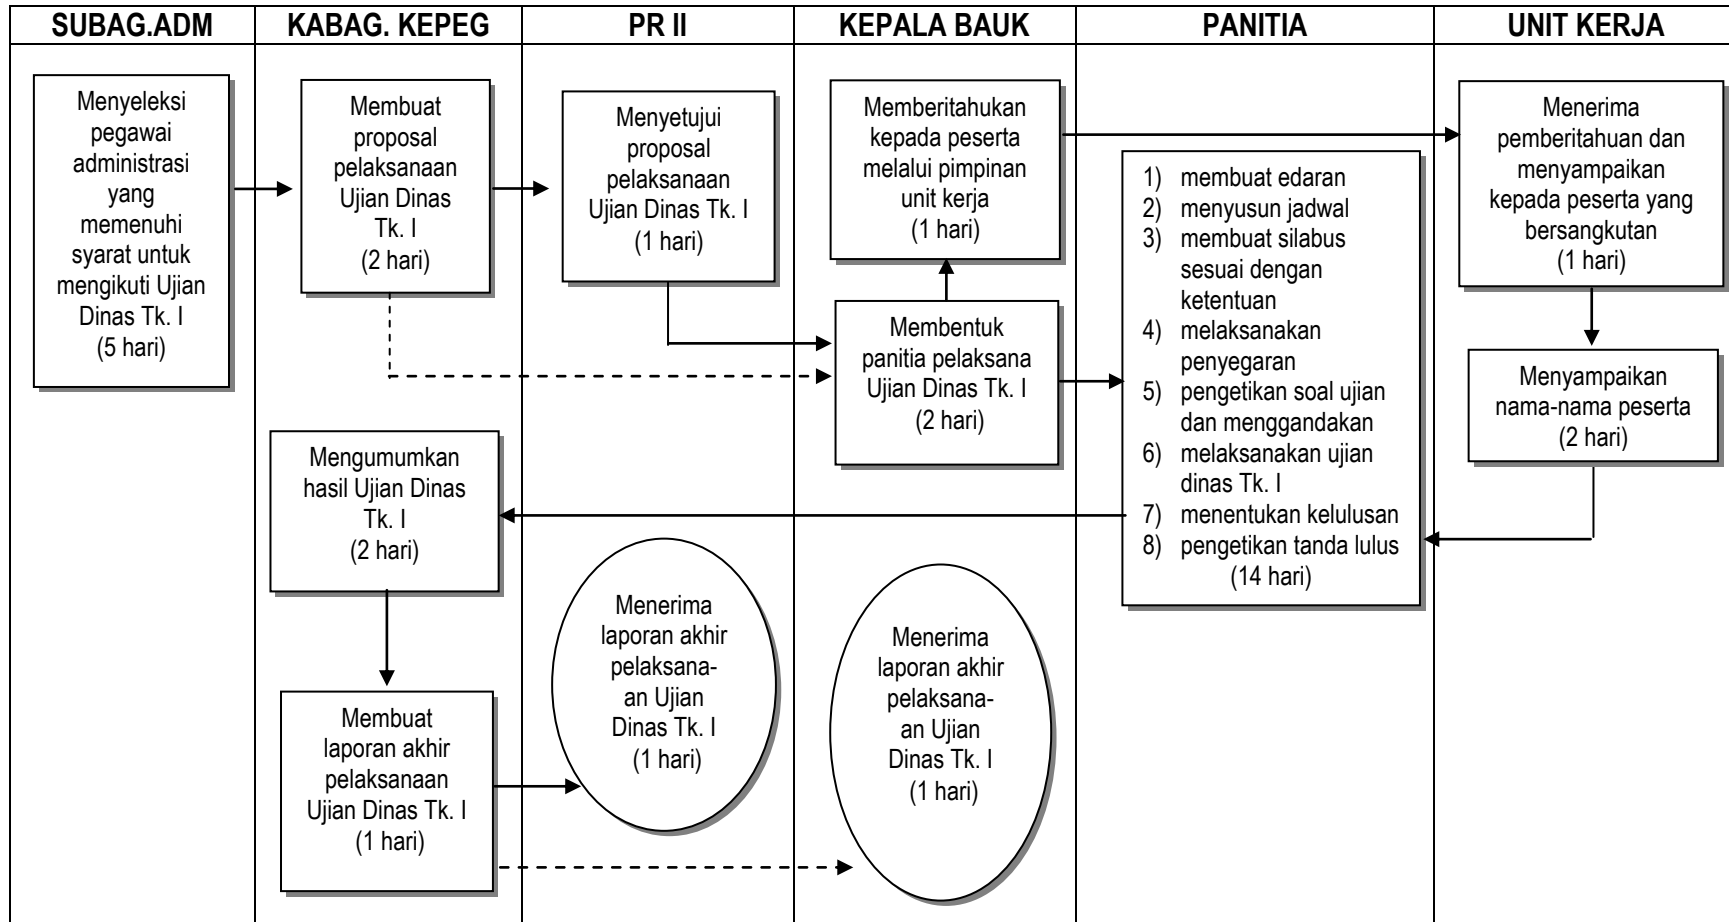 SUBAG.ADM
KABAG. KEPEG
PR II
KEPALA BAUK
PANITIA
UNIT KERJA
Menyeleksi
pegawai
administrasi
yang
memenuhi
syarat untuk
mengikuti Ujian
Dinas Tk. I
(5 hari)
Membuat
proposal
pelaksanaan
Ujian Dinas
Tk. I
(2 hari)
Menyetujui
proposal
pelaksanaan
Ujian Dinas Tk. I
(1 hari)
Memberitahukan
kepada peserta
melalui pimpinan
unit kerja
(1 hari)
Membentuk
panitia pelaksana
Ujian Dinas Tk. I
(2 hari)
1) membuat edaran
2) menyusun jadwal
3) membuat silabus
sesuai dengan
ketentuan
4) melaksanakan
penyegaran
5) pengetikan soal ujian
dan menggandakan
6) melaksanakan ujian
dinas Tk. I
7) menentukan kelulusan
8) pengetikan tanda lulus
(14 hari)
Menerima
pemberitahuan dan
menyampaikan
kepada peserta yang
bersangkutan
(1 hari)
Menyampaikan
nama-nama peserta
(2 hari)
Mengumumkan
hasil Ujian Dinas
Tk. I
(2 hari)
Membuat
laporan akhir
pelaksanaan
Ujian Dinas Tk. I
(1 hari)
Menerima
laporan akhir
pelaksana-
an Ujian
Dinas Tk. I
(1 hari)
Menerima
laporan akhir
pelaksana-
an Ujian
Dinas Tk. I
(1 hari)